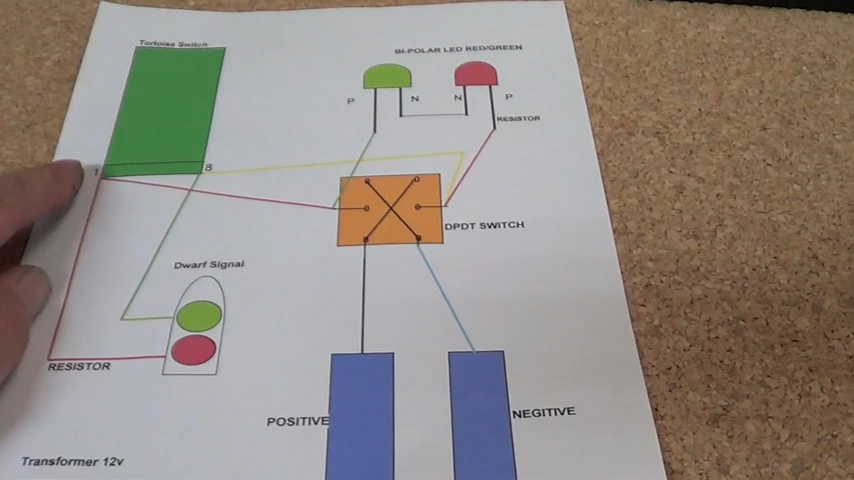 Tortoise Switch
BI-POLAR LED RED/GREEN
P
N
N
P
RESISTOR
1
8
DPDT SWITCH
Dwarf Signal
RESISTOR
POSITIVE
NEGITIVE
Transformer 12v